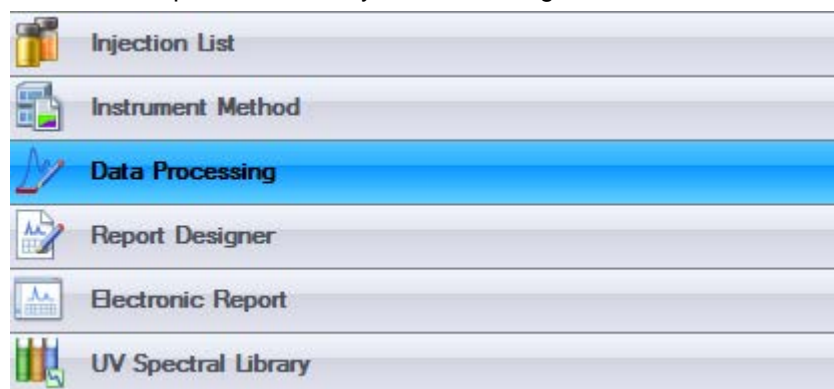 Injection List
Instrument Method
Data Processing
Report Designer
Electronic Report
UV Spectral Library